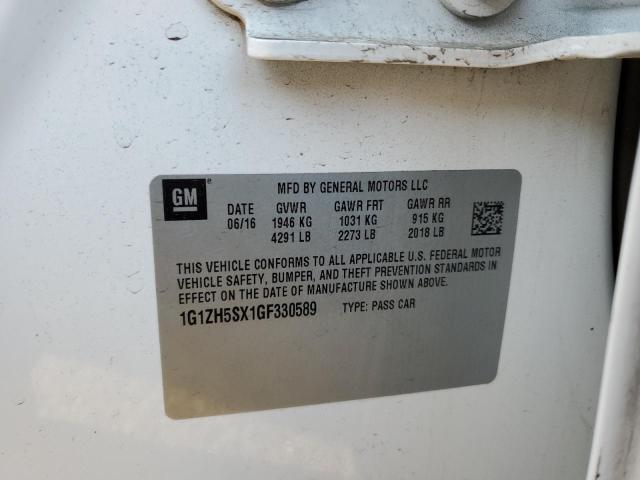 GM
MFD BY GENERAL MOTORS LLC
DATE GVWR GAWR FRT GAWR RR
06/16 1946 KG 1031 KG 915 KG
4291 LB 2273 LB 2018 LB
THIS VEHICLE CONFORMS TO ALL APPLICABLE U.S. FEDERAL MOTOR
VEHICLE SAFETY, BUMPER, AND THEFT PREVENTION STANDARDS IN
EFFECT ON THE DATE OF MANUFACTURE SHOWN ABOVE.
1G1ZH5SX1GF330589 TYPE: PASS CAR